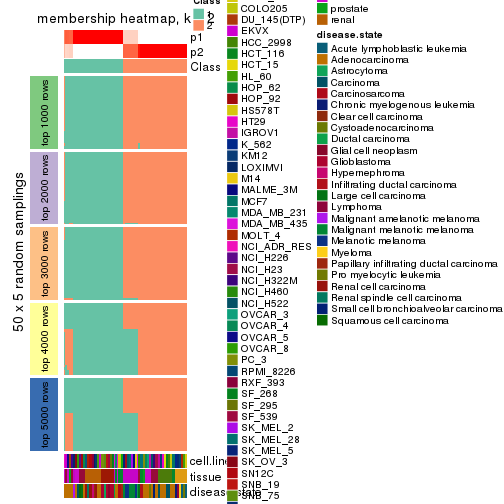 membership heatmap, k = 2
p1
p2
Class
50 x 5 random samplings
top 1000 rows
top 2000 rows
top 3000 rows
top 4000 rows
top 5000 rows
cell.line
tissue
disease.state
Class
1
2
COLO205
DU_145(DTP)
EKVX
HCC_2998
HCT_116
HCT_15
HL_60
HOP_62
HOP_92
HS578T
HT29
IGROV1
K_562
KM12
LOXIMVI
M14
MALME_3M
MCF7
MDA_MB_231
MDA_MB_435
MOLT_4
NCI_ADR_RES
NCI_H226
NCI_H23
NCI_H322M
NCI_H460
NCI_H522
OVCAR_3
OVCAR_4
OVCAR_5
OVCAR_8
PC_3
RPMI_8226
RXF_393
SF_268
SF_295
SF_539
SK_MEL_2
SK_MEL_28
SK_MEL_5
SK_OV_3
SN12C
SNB_19
SNB_75
prostate
renal
disease.state
Acute lymphoblastic leukemia
Adenocarcinoma
Astrocytoma
Carcinoma
Carcinosarcoma
Chronic myelogenous leukemia
Clear cell carcinoma
Cystoadenocarcinoma
Ductal carcinoma
Glial cell neoplasm
Glioblastoma
Hypernephroma
Infiltrating ductal carcinoma
Large cell carcinoma
Lymphoma
Malignant amelanotic melanoma
Malignant melanotic melanoma
Melanotic melanoma
Myeloma
Papillary infiltrating ductal carcinoma
Pro myelocytic leukemia
Renal cell carcinoma
Renal spindle cell carcinoma
Small cell bronchioalveolar carcinoma
Squamous cell carcinoma